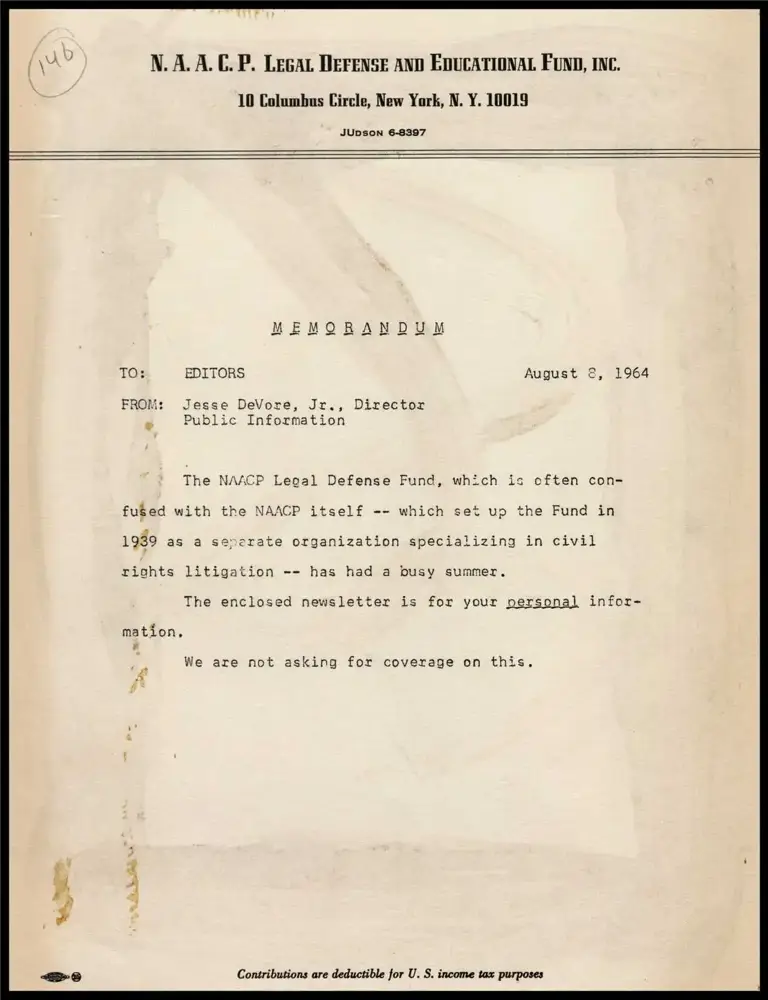 146
N. A. A. C. P. LEGAL DEFENSE AND EDUCATIONAL FUND, INC.
10 Columbus Circle, New York, N. Y. 10019
JUDSON 6-8397
MEMORANDUM
TO: EDITORS August 8, 1964
FROM: Jesse DeVore, Jr., Director
Public Information
The NAACP Legal Defense Fund, which is often con-
fused with the NAACP itself -- which set up the Fund in
1939 as a separate organization specializing in civil
rights litigation -- has had a busy summer.
The enclosed newsletter is for your personal infor-
mation.
We are not asking for coverage on this.
Contributions are deductible for U. S. income tax purposes